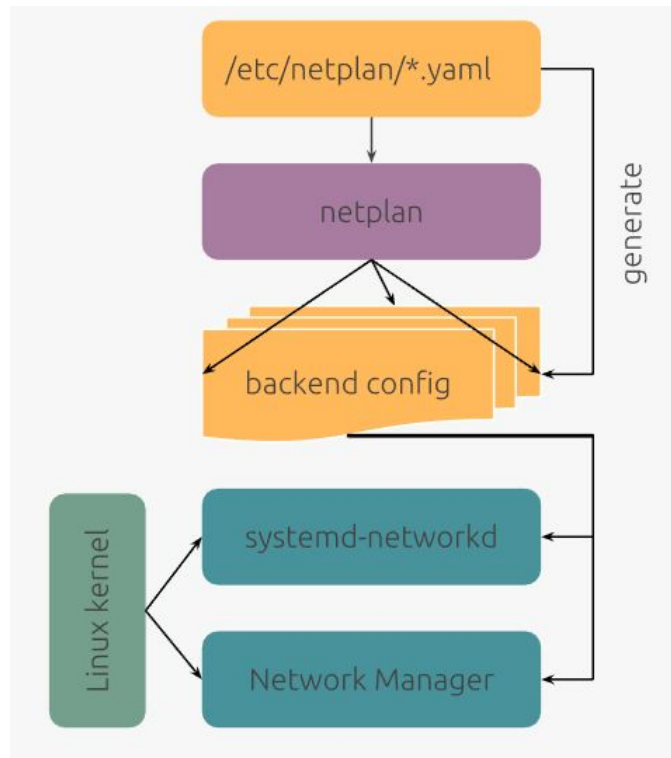 /etc/netplan/*.yaml
netplan
generate
backend config
systemd-networkd
Linux kernel
Network Manager